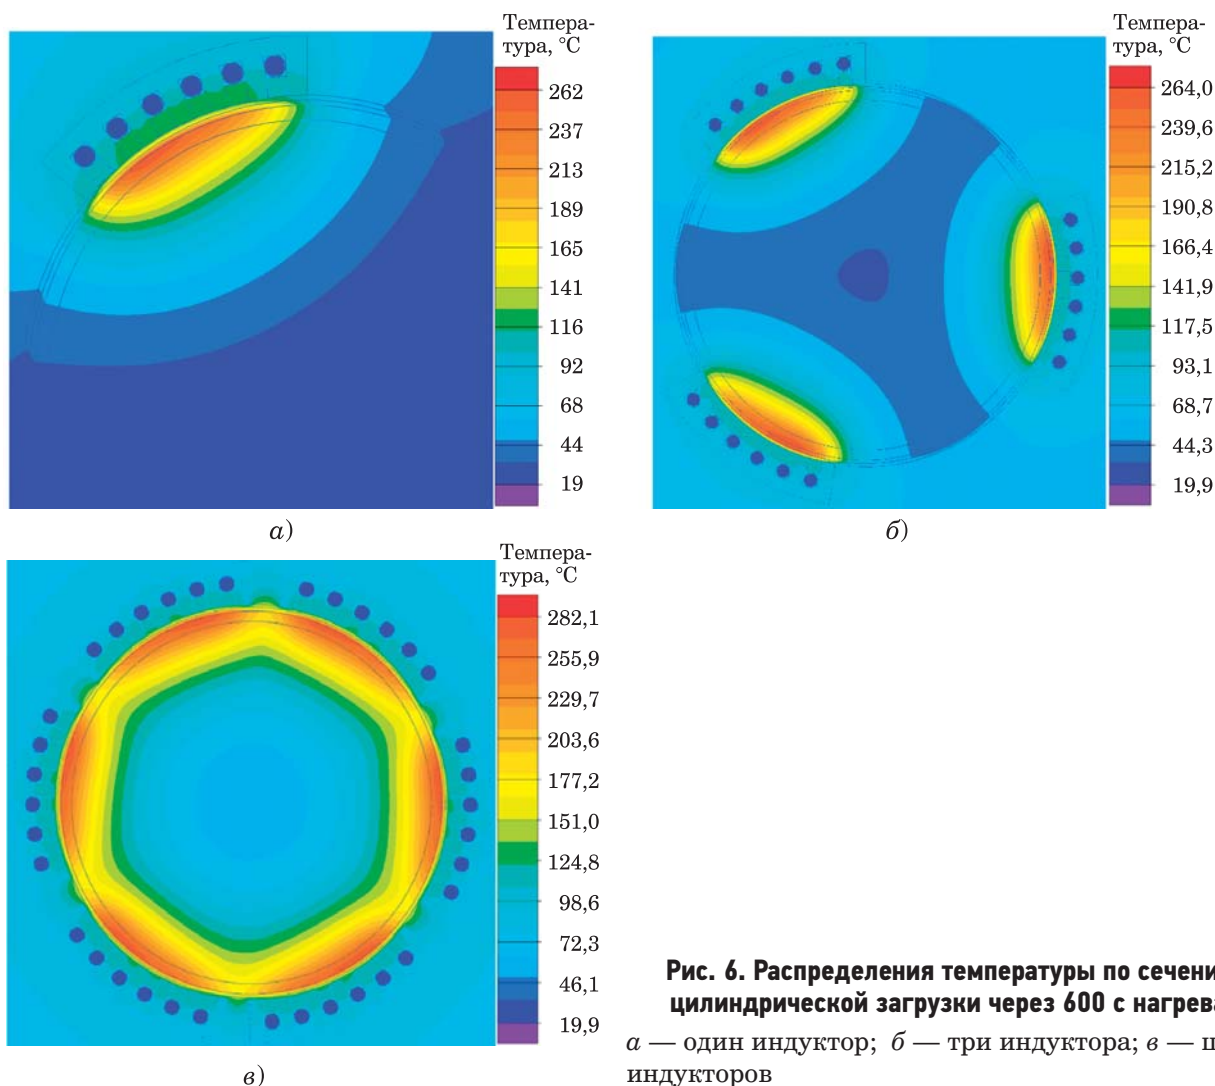 Темпера-
тура, °C
262
237
213
189
165
141
116
92
68
44
19
а)
Темпера-
тура, °C
264,0
239,6
215,2
190,8
166,4
141,9
117,5
93,1
68,7
44,3
19,9
б)
Темпера-
тура, °C
282,1
255,9
229,7
203,6
177,2
151,0
124,8
98,6
72,3
46,1
19,9
в)
Рис. 6. Распределения температуры по сечени
цилиндрической загрузки через 600 с нагрева
а — один индуктор; б — три индуктора; в —
индукторов